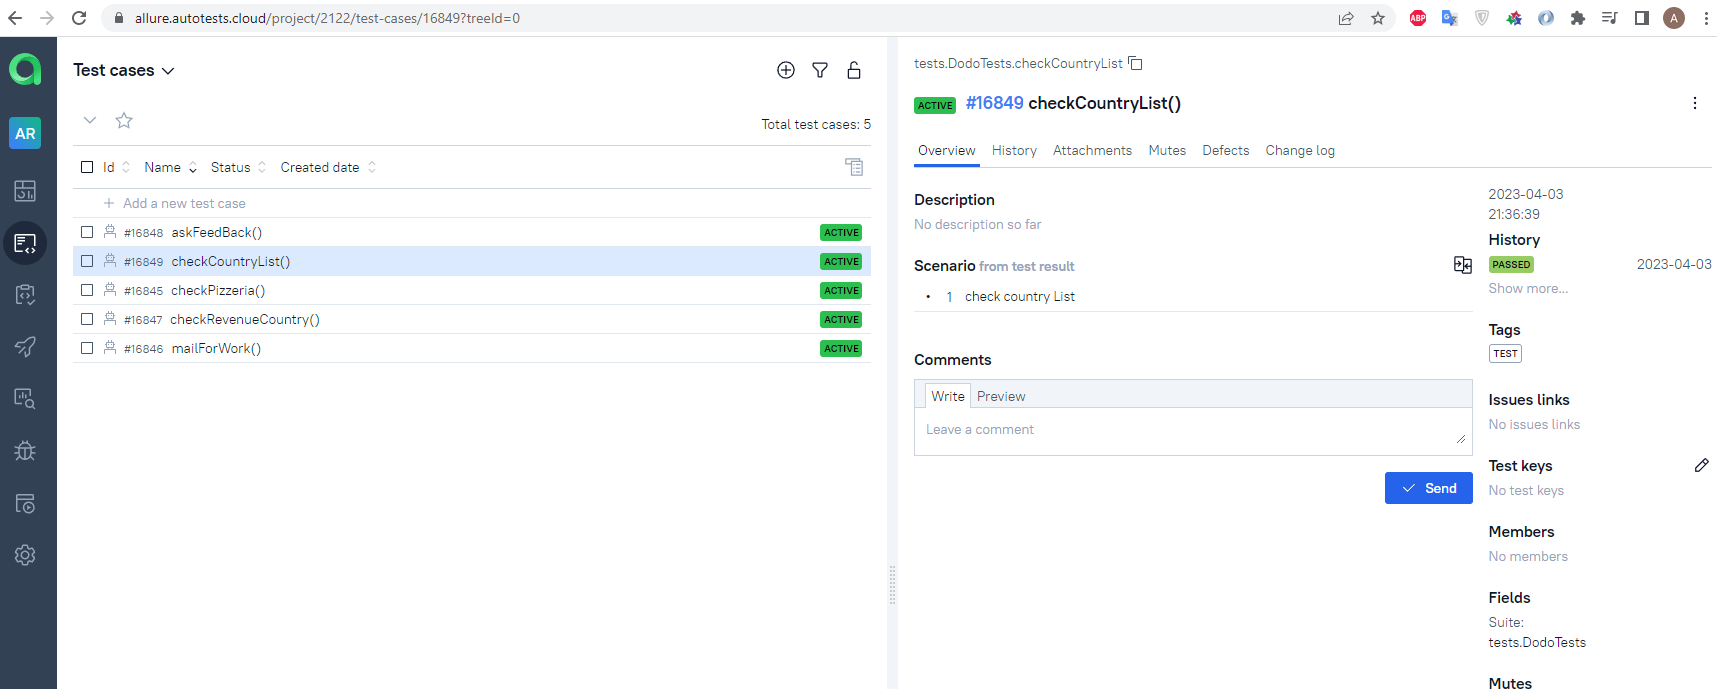 allure.autotests.cloud/project/2122/test-cases/16849?treeId=0
ABP
A
AR
Test cases
Total test cases: 5
Id Name Status Created date
Add a new test case
#16848 askFeedBack() ACTIVE
#16849 checkCountryList() ACTIVE
#16845 checkPizzeria() ACTIVE
#16847 checkRevenueCountry() ACTIVE
#16846 mailForWork() ACTIVE
tests.DodoTests.checkCountryList
ACTIVE #16849 checkCountryList()
Overview History Attachments Mutes Defects Change log
Description
No description so far
Scenario from test result
• 1 check country List
Comments
Write Preview
Leave a comment
Send
2023-04-03
21:36:39
History
PASSED 2023-04-03
Show more...
Tags
TEST
Issues links
No issues links
Test keys
No test keys
Members
No members
Fields
Suite:
tests.DodoTests
Mutes